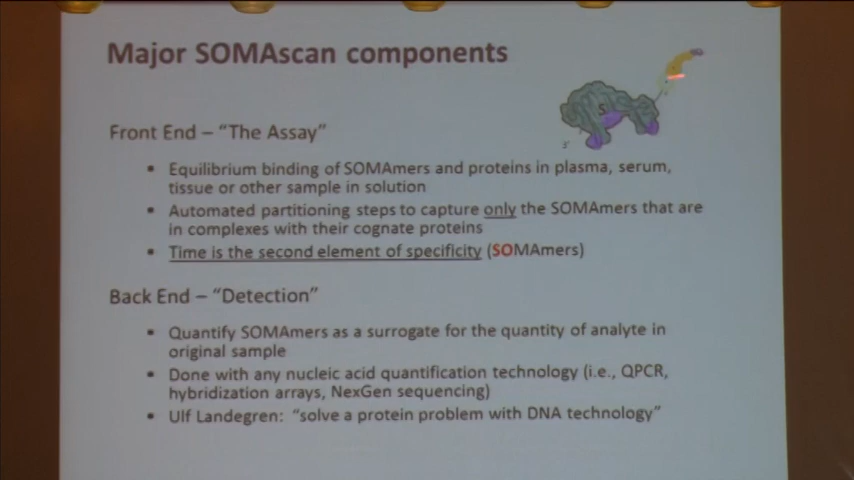 Major SOMAscan components
Front End – “The Assay”
• Equilibrium binding of SOMAmers and proteins in plasma, serum,
tissue or other sample in solution
• Automated partitioning steps to capture only the SOMAmers that are
in complexes with their cognate proteins
• Time is the second element of specificity (SOMAmers)
Back End – “Detection”
• Quantify SOMAmers as a surrogate for the quantity of analyte in
original sample
• Done with any nucleic acid quantification technology (i.e., QPCR,
hybridization arrays, NexGen sequencing)
• Ulf Landegren: “solve a protein problem with DNA technology”
S
3'